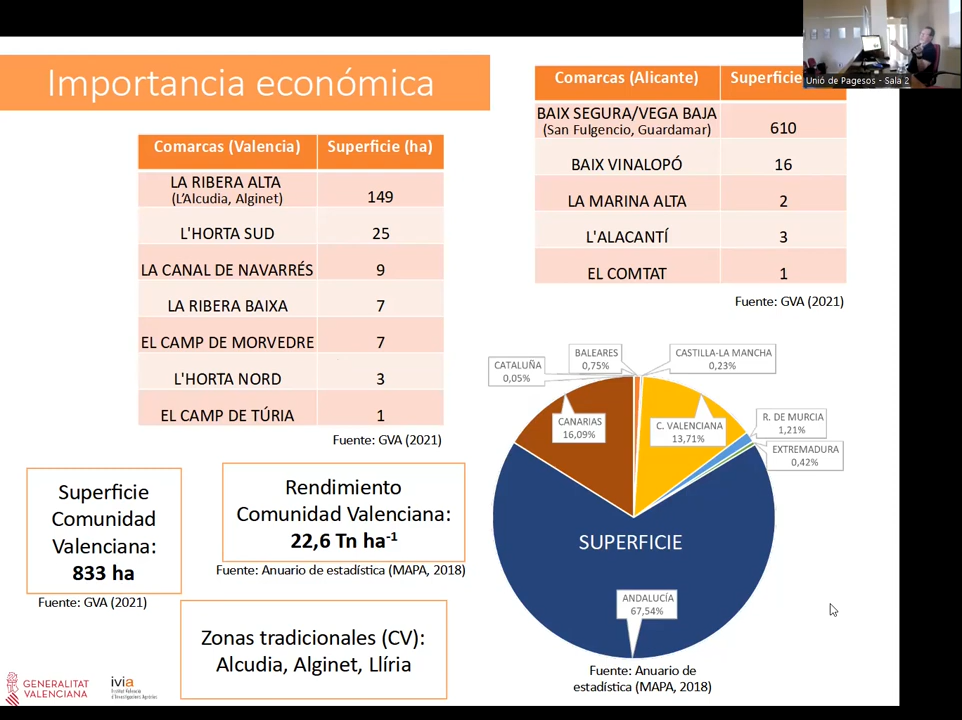 Importancia económica
Comarcas (Valencia) Superficie (ha)
LA RIBERA ALTA
(L'Alcudia, Alginet) 149
L'HORTA SUD 25
LA CANAL DE NAVARRÉS 9
LA RIBERA BAIXA 7
EL CAMP DE MORVEDRE 7
L'HORTA NORD 3
EL CAMP DE TÚRIA 1
Fuente: GVA (2021)
Comarcas (Alicante) Superficie
BAIX SEGURA/VEGA BAJA
(San Fulgencio, Guardamar) 610
BAIX VINALOPÓ 16
LA MARINA ALTA 2
L'ALACANTÍ 3
EL COMTAT 1
Fuente: GVA (2021)
Unió de Pagesos - Sala 2
Superficie
Comunidad
Valenciana:
833 ha
Fuente: GVA (2021)
Rendimiento
Comunidad Valenciana:
22,6 Tn ha-1
Fuente: Anuario de estadística (MAPA, 2018)
Zonas tradicionales (CV):
Alcudia, Alginet, Llíria
CATALUÑA
0,05%
BALEARES
0,75%
CASTILLA-LA MANCHA
0,23%
CANARIAS
16,09%
C. VALENCIANA
13,71%
R. DE MURCIA
1,21%
EXTREMADURA
0,42%
SUPERFICIE
ANDALUCÍA
67,54%
Fuente: Anuario de
estadística (MAPA, 2018)
GENERALITAT
VALENCIANA
ivia
Institut Valencià
d'Investigacions Agràries